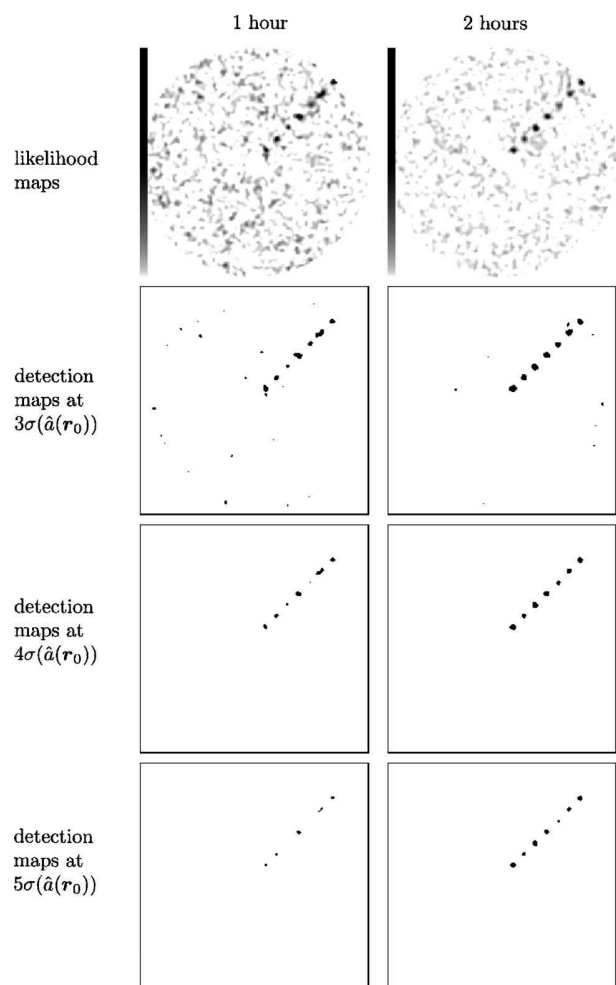 1 hour
2 hours
likelihood
maps
detection
maps at
3σ(â(r₀))
detection
maps at
4σ(â(r₀))
detection
maps at
5σ(â(r₀))